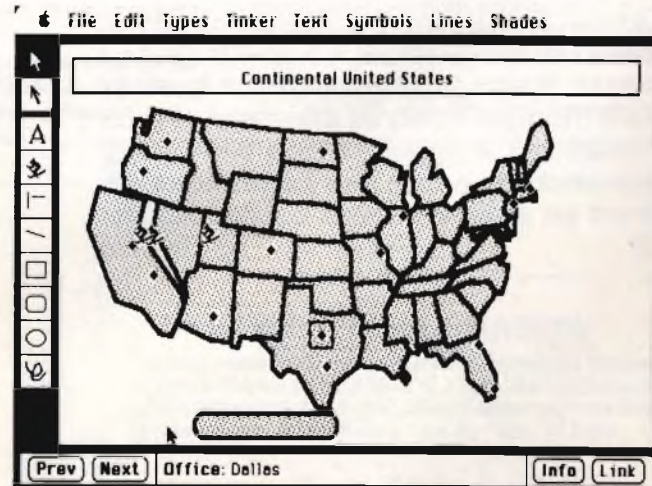 File Edit Types Tinker Text Symbols Lines Shades
Continental United States
A
Prev Next Office: Dallas Info Link